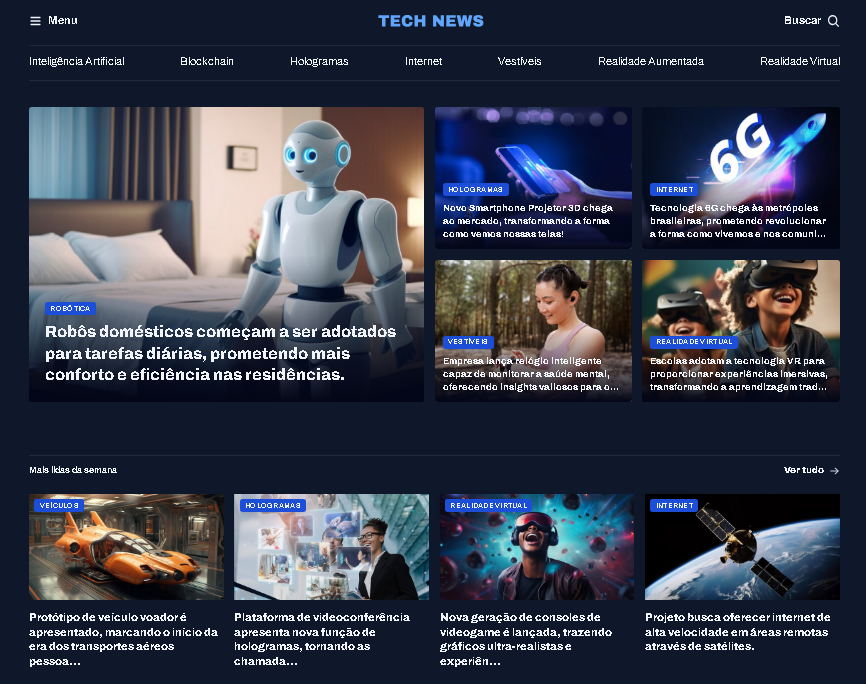 Menu
TECH NEWS
Buscar
Inteligência Artificial
Blockchain
Hologramas
Internet
Vestíveis
Realidade Aumentada
Realidade Virtual
ROBÓTICA
Robôs domésticos começam a ser adotados
para tarefas diárias, prometendo mais
conforto e eficiência nas residências.
HOLOGRAMAS
Novo Smartphone Projetor 3D chega
ao mercado, transformando a forma
como vemos nossas telas!
6G
INTERNET
Tecnologia 6G chega às metrópoles
brasileiras, prometendo revolucionar
a forma como vivemos e nos comuni...
VESTÍVEIS
Empresa lança relógio inteligente
capaz de monitorar a saúde mental,
oferecendo insights valiosos para o...
REALIDADE VIRTUAL
Escolas adotam a tecnologia VR para
proporcionar experiências imersivas,
transformando a aprendizagem trad...
Mais lidas da semana
Ver tudo
VEÍCULOS
Protótipo de veículo voador é
apresentado, marcando o início da
era dos transportes aéreos
pessoa...
HOLOGRAMAS
Plataforma de videoconferência
apresenta nova função de
hologramas, tornando as
chamada...
REALIDADE VIRTUAL
Nova geração de consoles de
videogame é lançada, trazendo
gráficos ultra-realistas e
experiên...
INTERNET
Projeto busca oferecer internet de
alta velocidade em áreas remotas
através de satélites.